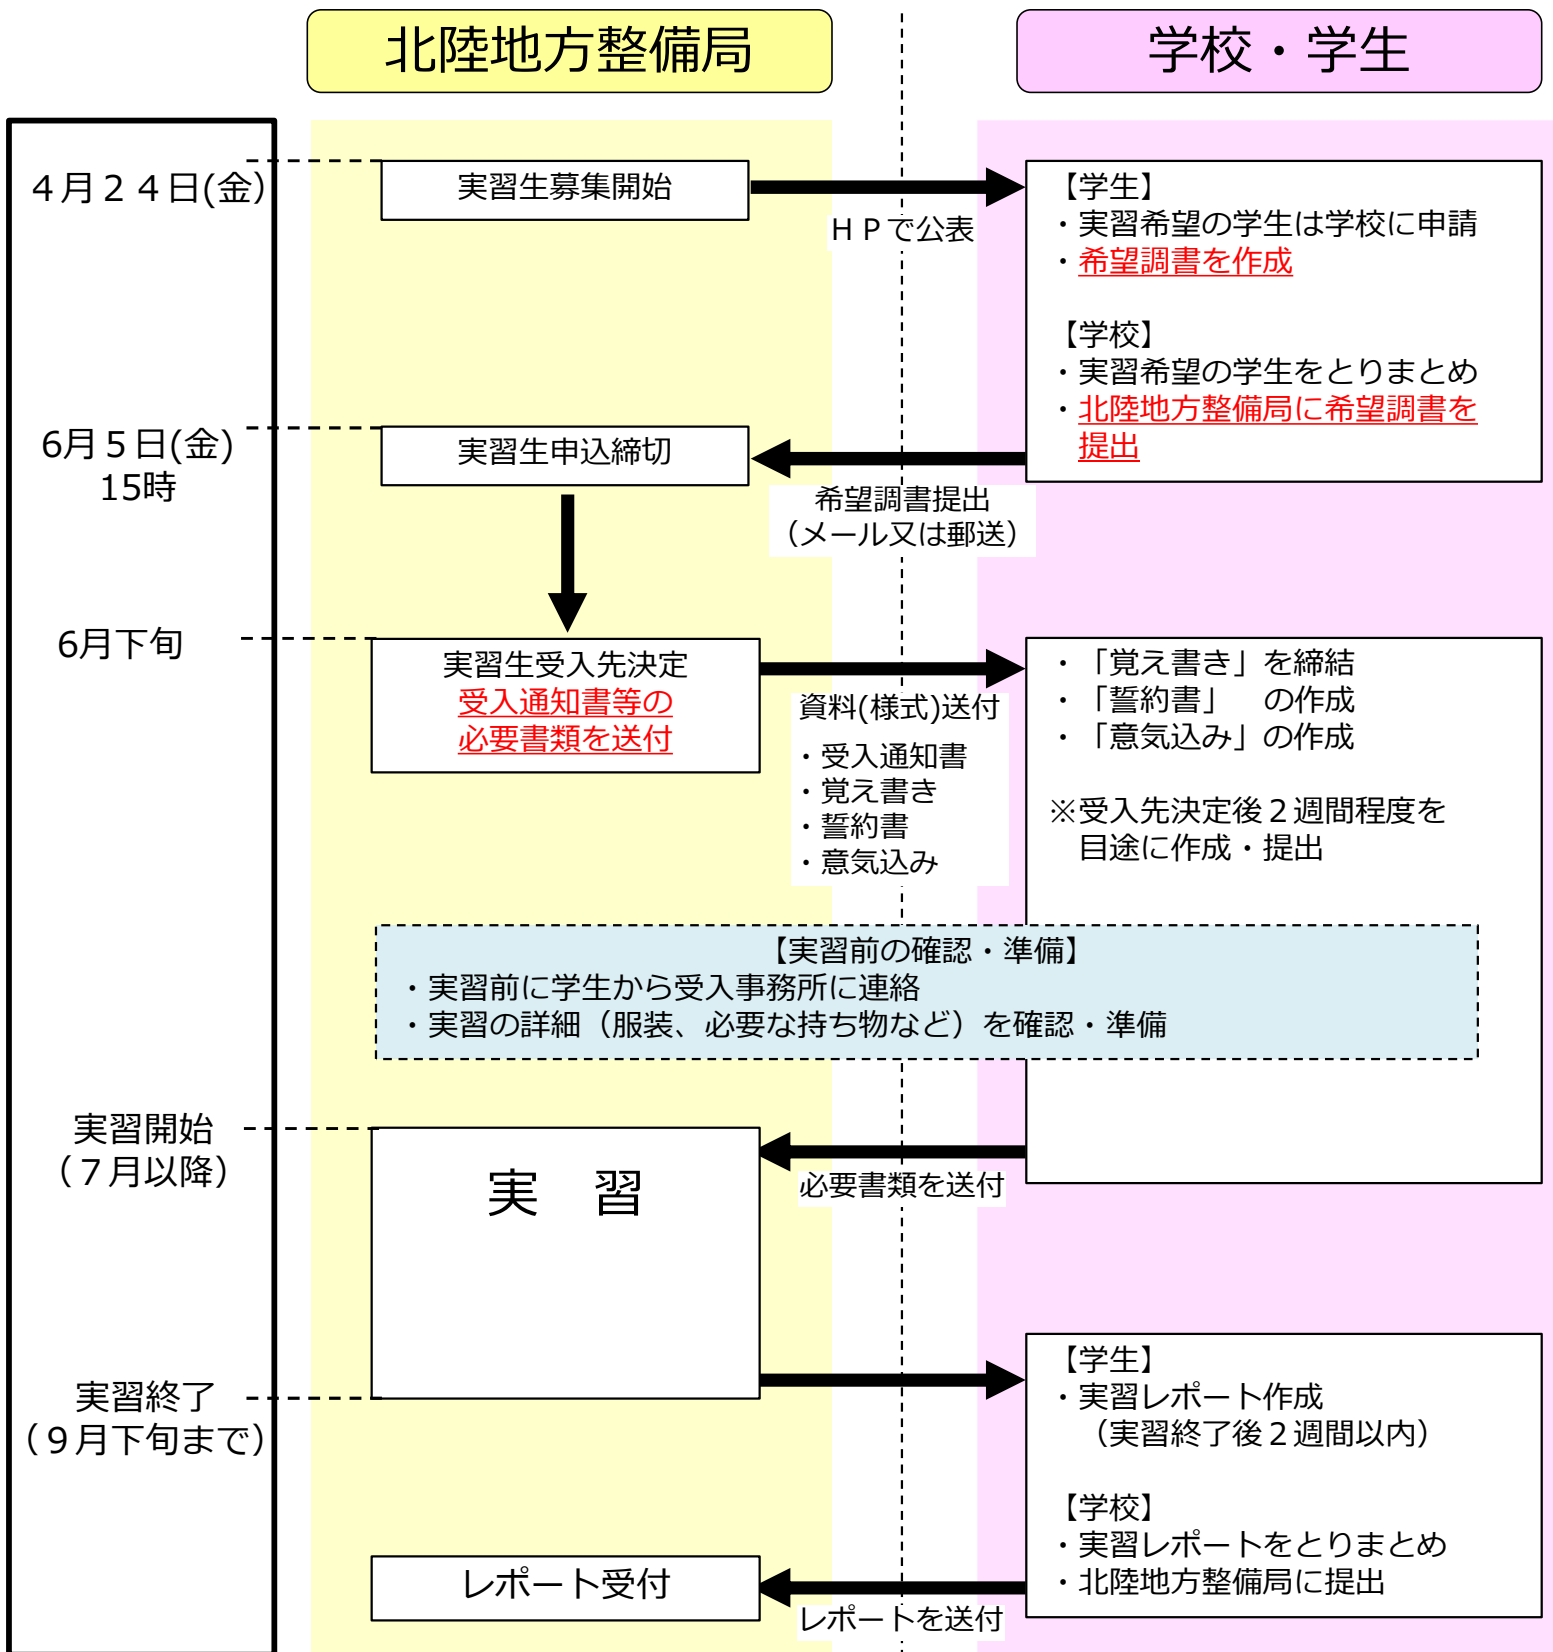 北陸地方整備局
学校・学生
４月２４日(金)
実習生募集開始
ＨＰで公表
【学生】
・実習希望の学生は学校に申請
・希望調書を作成
【学校】
・実習希望の学生をとりまとめ
・北陸地方整備局に希望調書を
提出
6月５日(金)
15時
実習生申込締切
希望調書提出
（メール又は郵送）
6月下旬
実習生受入先決定
受入通知書等の
必要書類を送付
資料(様式)送付
・受入通知書
・覚え書き
・誓約書
・意気込み
・「覚え書き」を締結
・「誓約書」　の作成
・「意気込み」の作成
※受入先決定後２週間程度を
目途に作成・提出
【実習前の確認・準備】
・実習前に学生から受入事務所に連絡
・実習の詳細（服装、必要な持ち物など）を確認・準備
実習開始
（７月以降）
実　習
必要書類を送付
実習終了
（９月下旬まで）
【学生】
・実習レポート作成
（実習終了後２週間以内）
【学校】
・実習レポートをとりまとめ
・北陸地方整備局に提出
レポート受付
レポートを送付